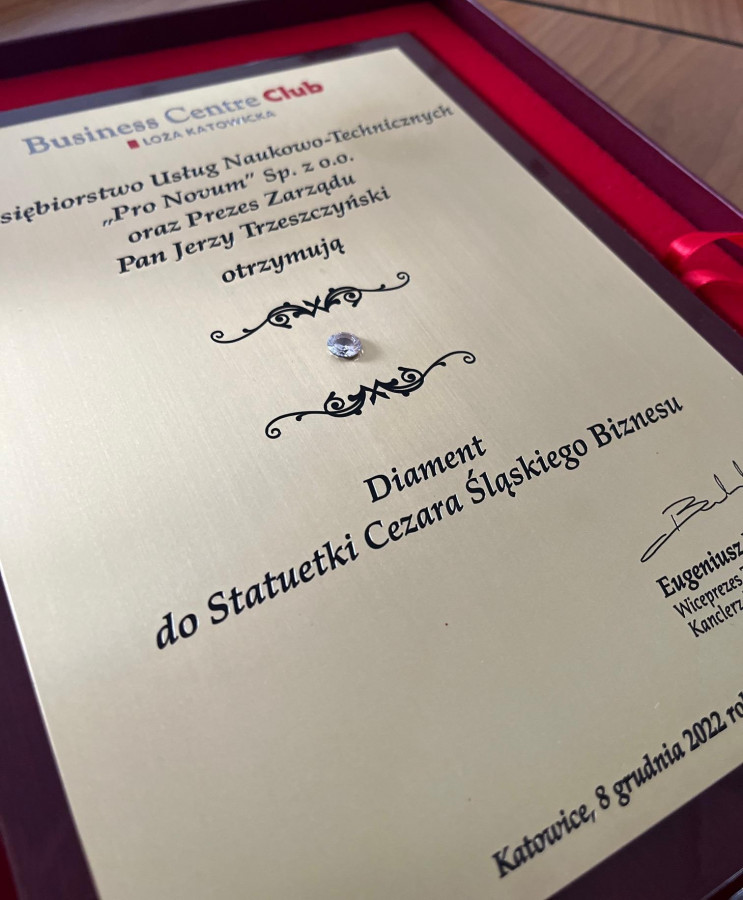 Business Centre Club
LOŻA KATOWICKA
siębiorstwo Usług Naukowo-Technicznych
„Pro Novum” Sp. z o.o.
oraz Prezes Zarządu
Pan Jerzy Trzeszczyński
otrzymują
Diament
do Statuetki Cezara Śląskiego Biznesu
Eugeniusz
Wiceprezes
Kanclerz
Katowice, 8 grudnia 2022 ro